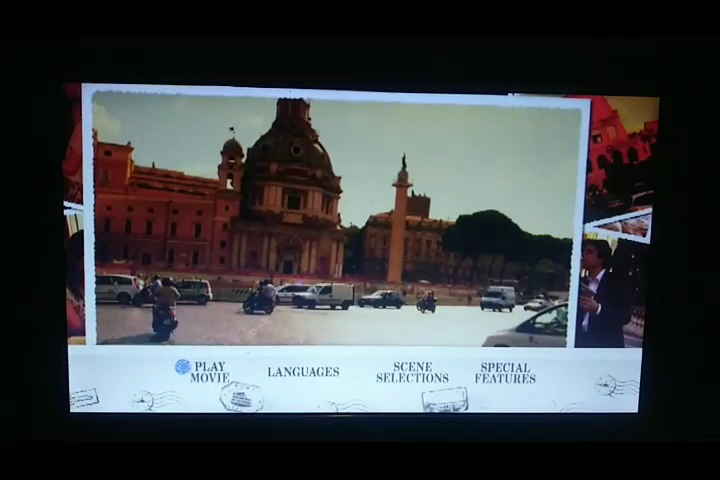 PLAY
MOVIE
LANGUAGES
SCENE
SELECTIONS
SPECIAL
FEATURES